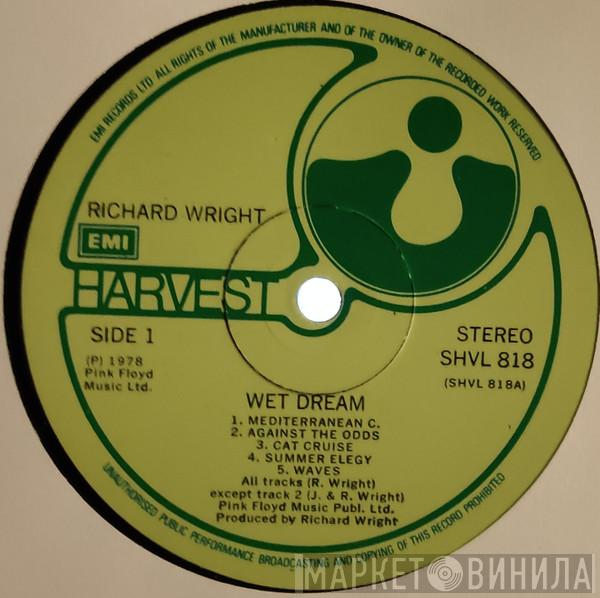 EMI RECORDS LTD ALL RIGHTS OF THE MANUFACTURER AND OF THE OWNER OF THE RECORDED WORK RESERVED
RICHARD WRIGHT
EMI
HARVEST
SIDE 1
(P) 1978
Pink Floyd
Music Ltd.
STEREO
SHVL 818
(SHVL 818A)
WET DREAM
1. MEDITERRANEAN C.
2. AGAINST THE ODDS
3. CAT CRUISE
4. SUMMER ELEGY
5. WAVES
All tracks (R. Wright)
except track 2 (J. & R. Wright)
Pink Floyd Music Publ. Ltd.
Produced by Richard Wright
UNAUTHORISED PUBLIC PERFORMANCE BROADCASTING AND COPYING OF THIS RECORD PROHIBITED
МАРКЕТ ВИНИЛА